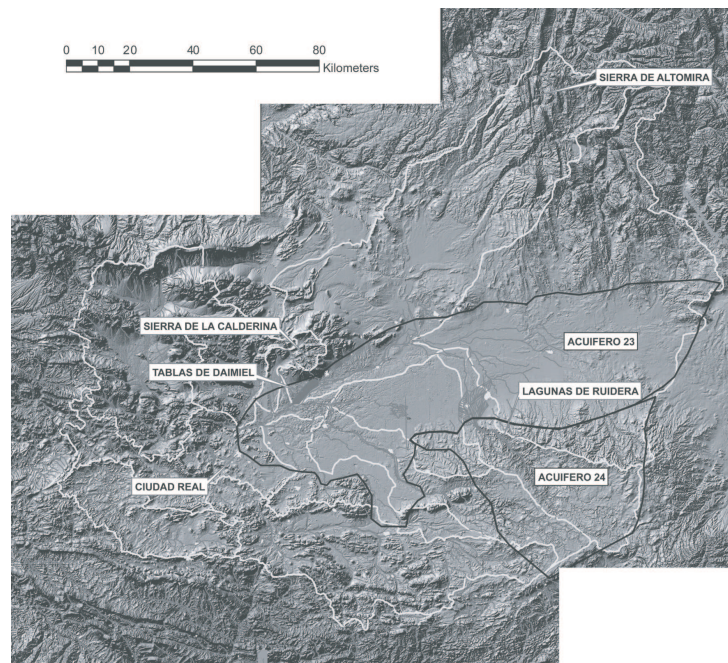 0 10 20 40 60 80
Kilometers
SIERRA DE ALTOMIRA
SIERRA DE LA CALDERINA
ACUIFERO 23
TABLAS DE DAIMIEL
LAGUNAS DE RUIDERA
ACUIFERO 24
CIUDAD REAL